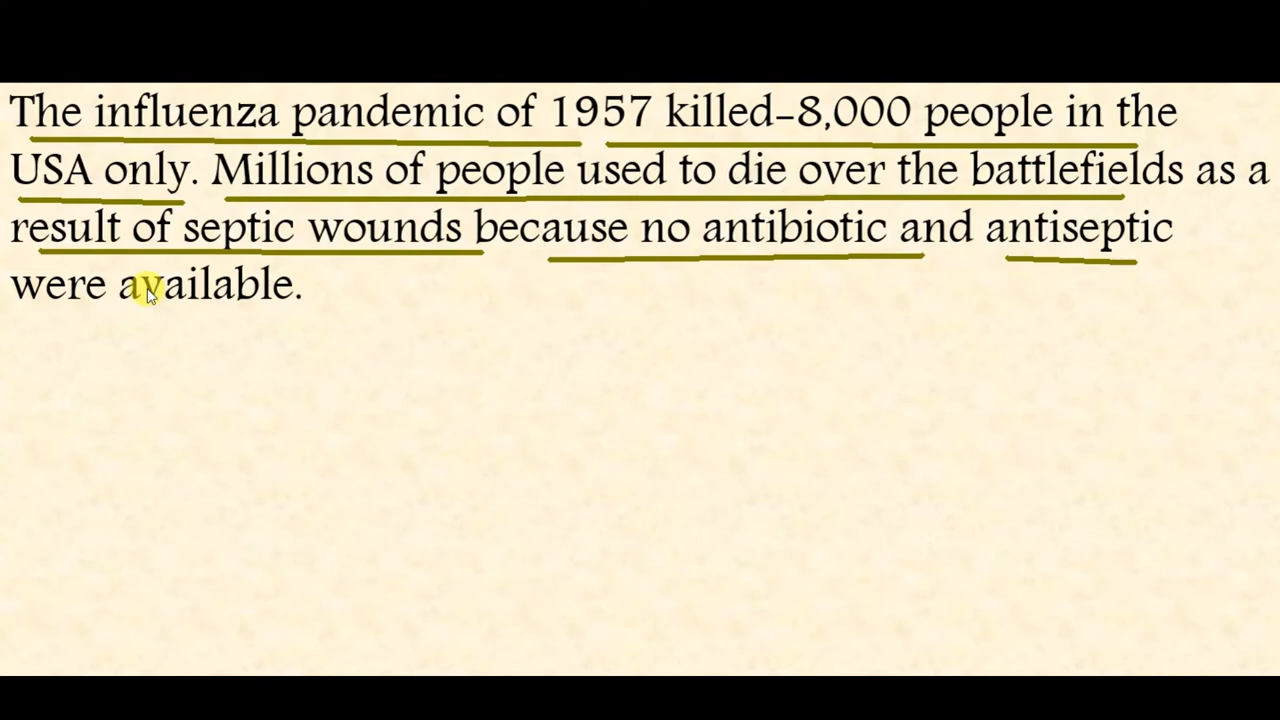 The influenza pandemic of 1957 killed-8,000 people in the
USA only. Millions of people used to die over the battlefields as a
result of septic wounds because no antibiotic and antiseptic
were available.